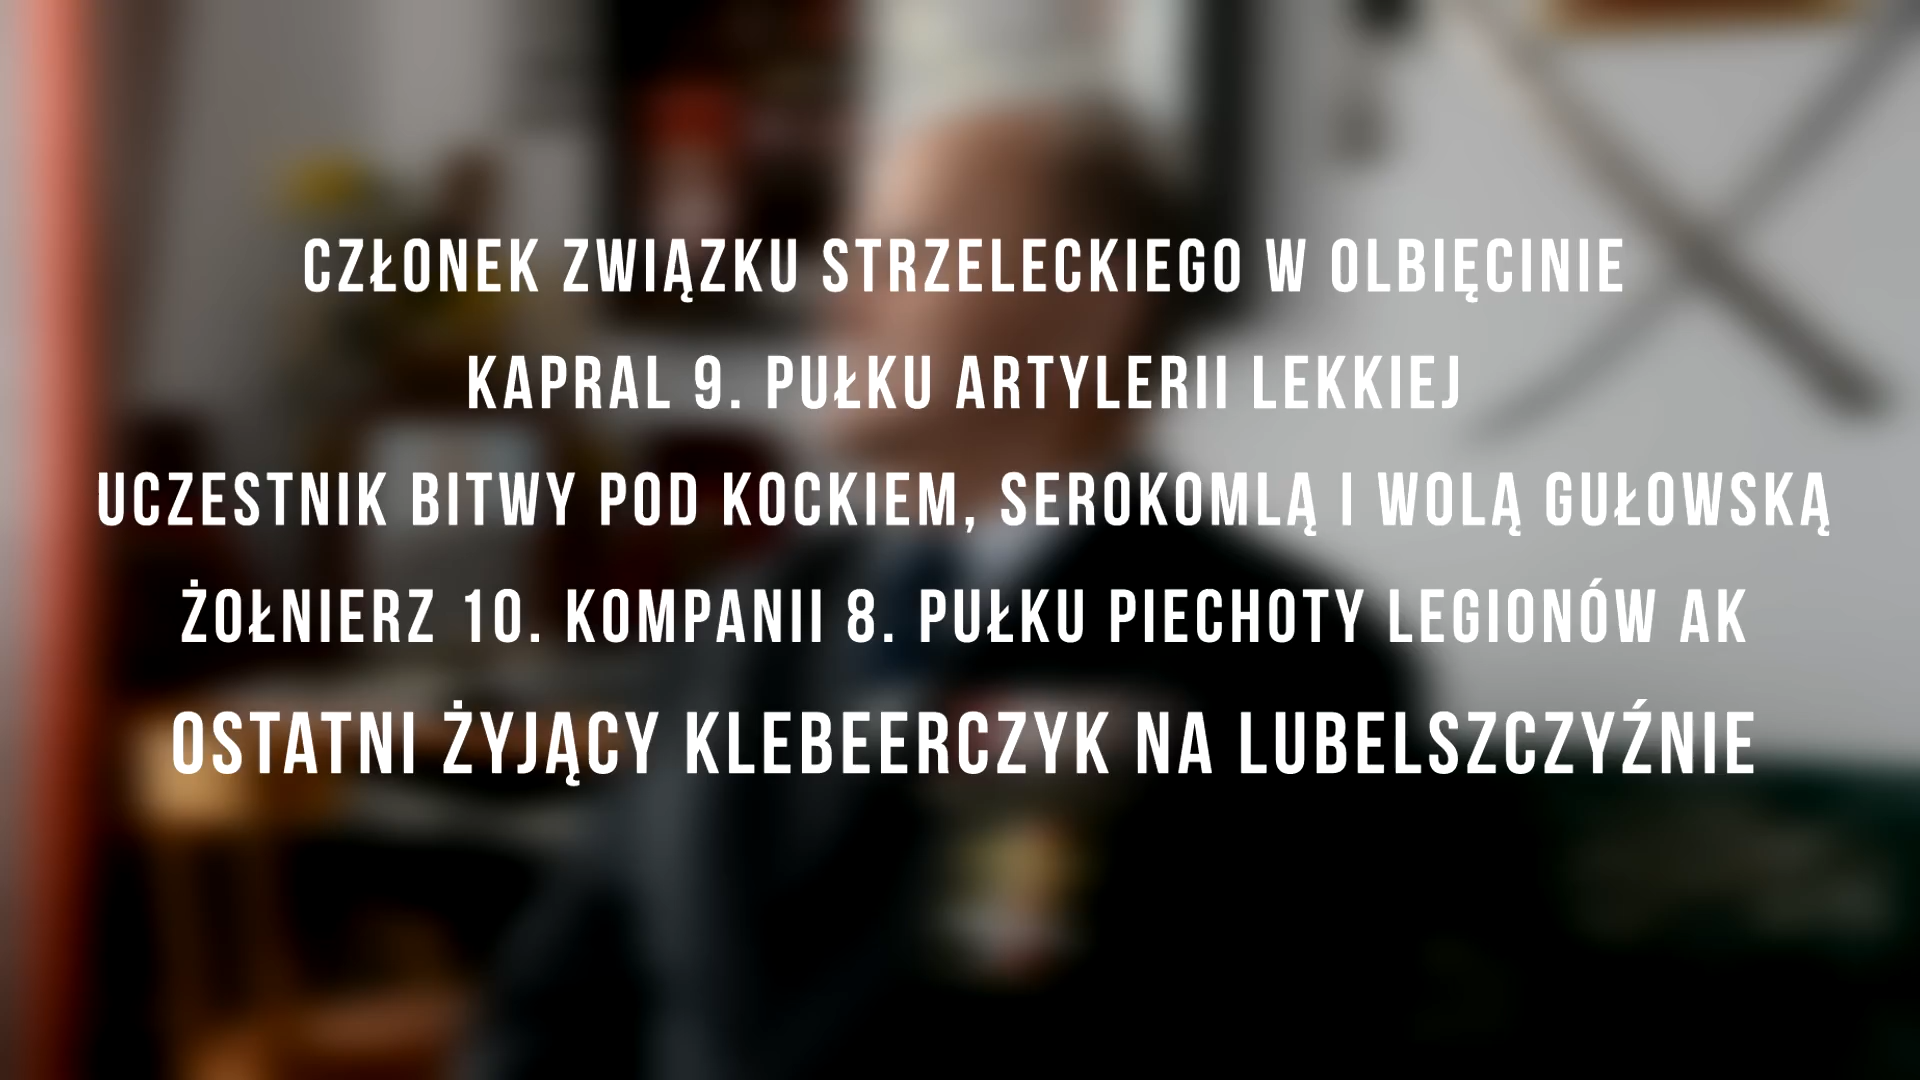 CZŁONEK ZWIĄZKU STRZELECKIEGO W OLBIĘCINIE
KAPRAL 9. PUŁKU ARTYLERII LEKKIEJ
UCZESTNIK BITWY POD KOCKIEM, SEROKOMLĄ I WOLĄ GUŁOWSKĄ
ŻOŁNIERZ 10. KOMPANII 8. PUŁKU PIECHOTY LEGIONÓW AK
OSTATNI ŻYJĄCY KLEBEERCZYK NA LUBELSZCZYŹNIE